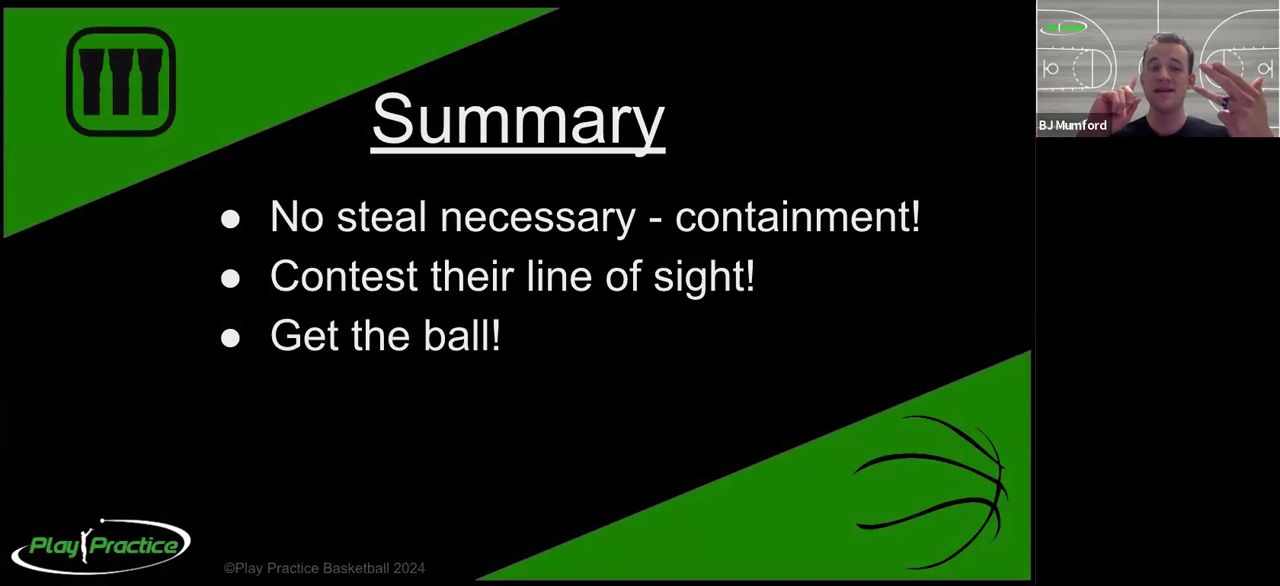 Summary
● No steal necessary - containment!
● Contest their line of sight!
● Get the ball!
Play Practice
©Play Practice Basketball 2024
BJ Mumford